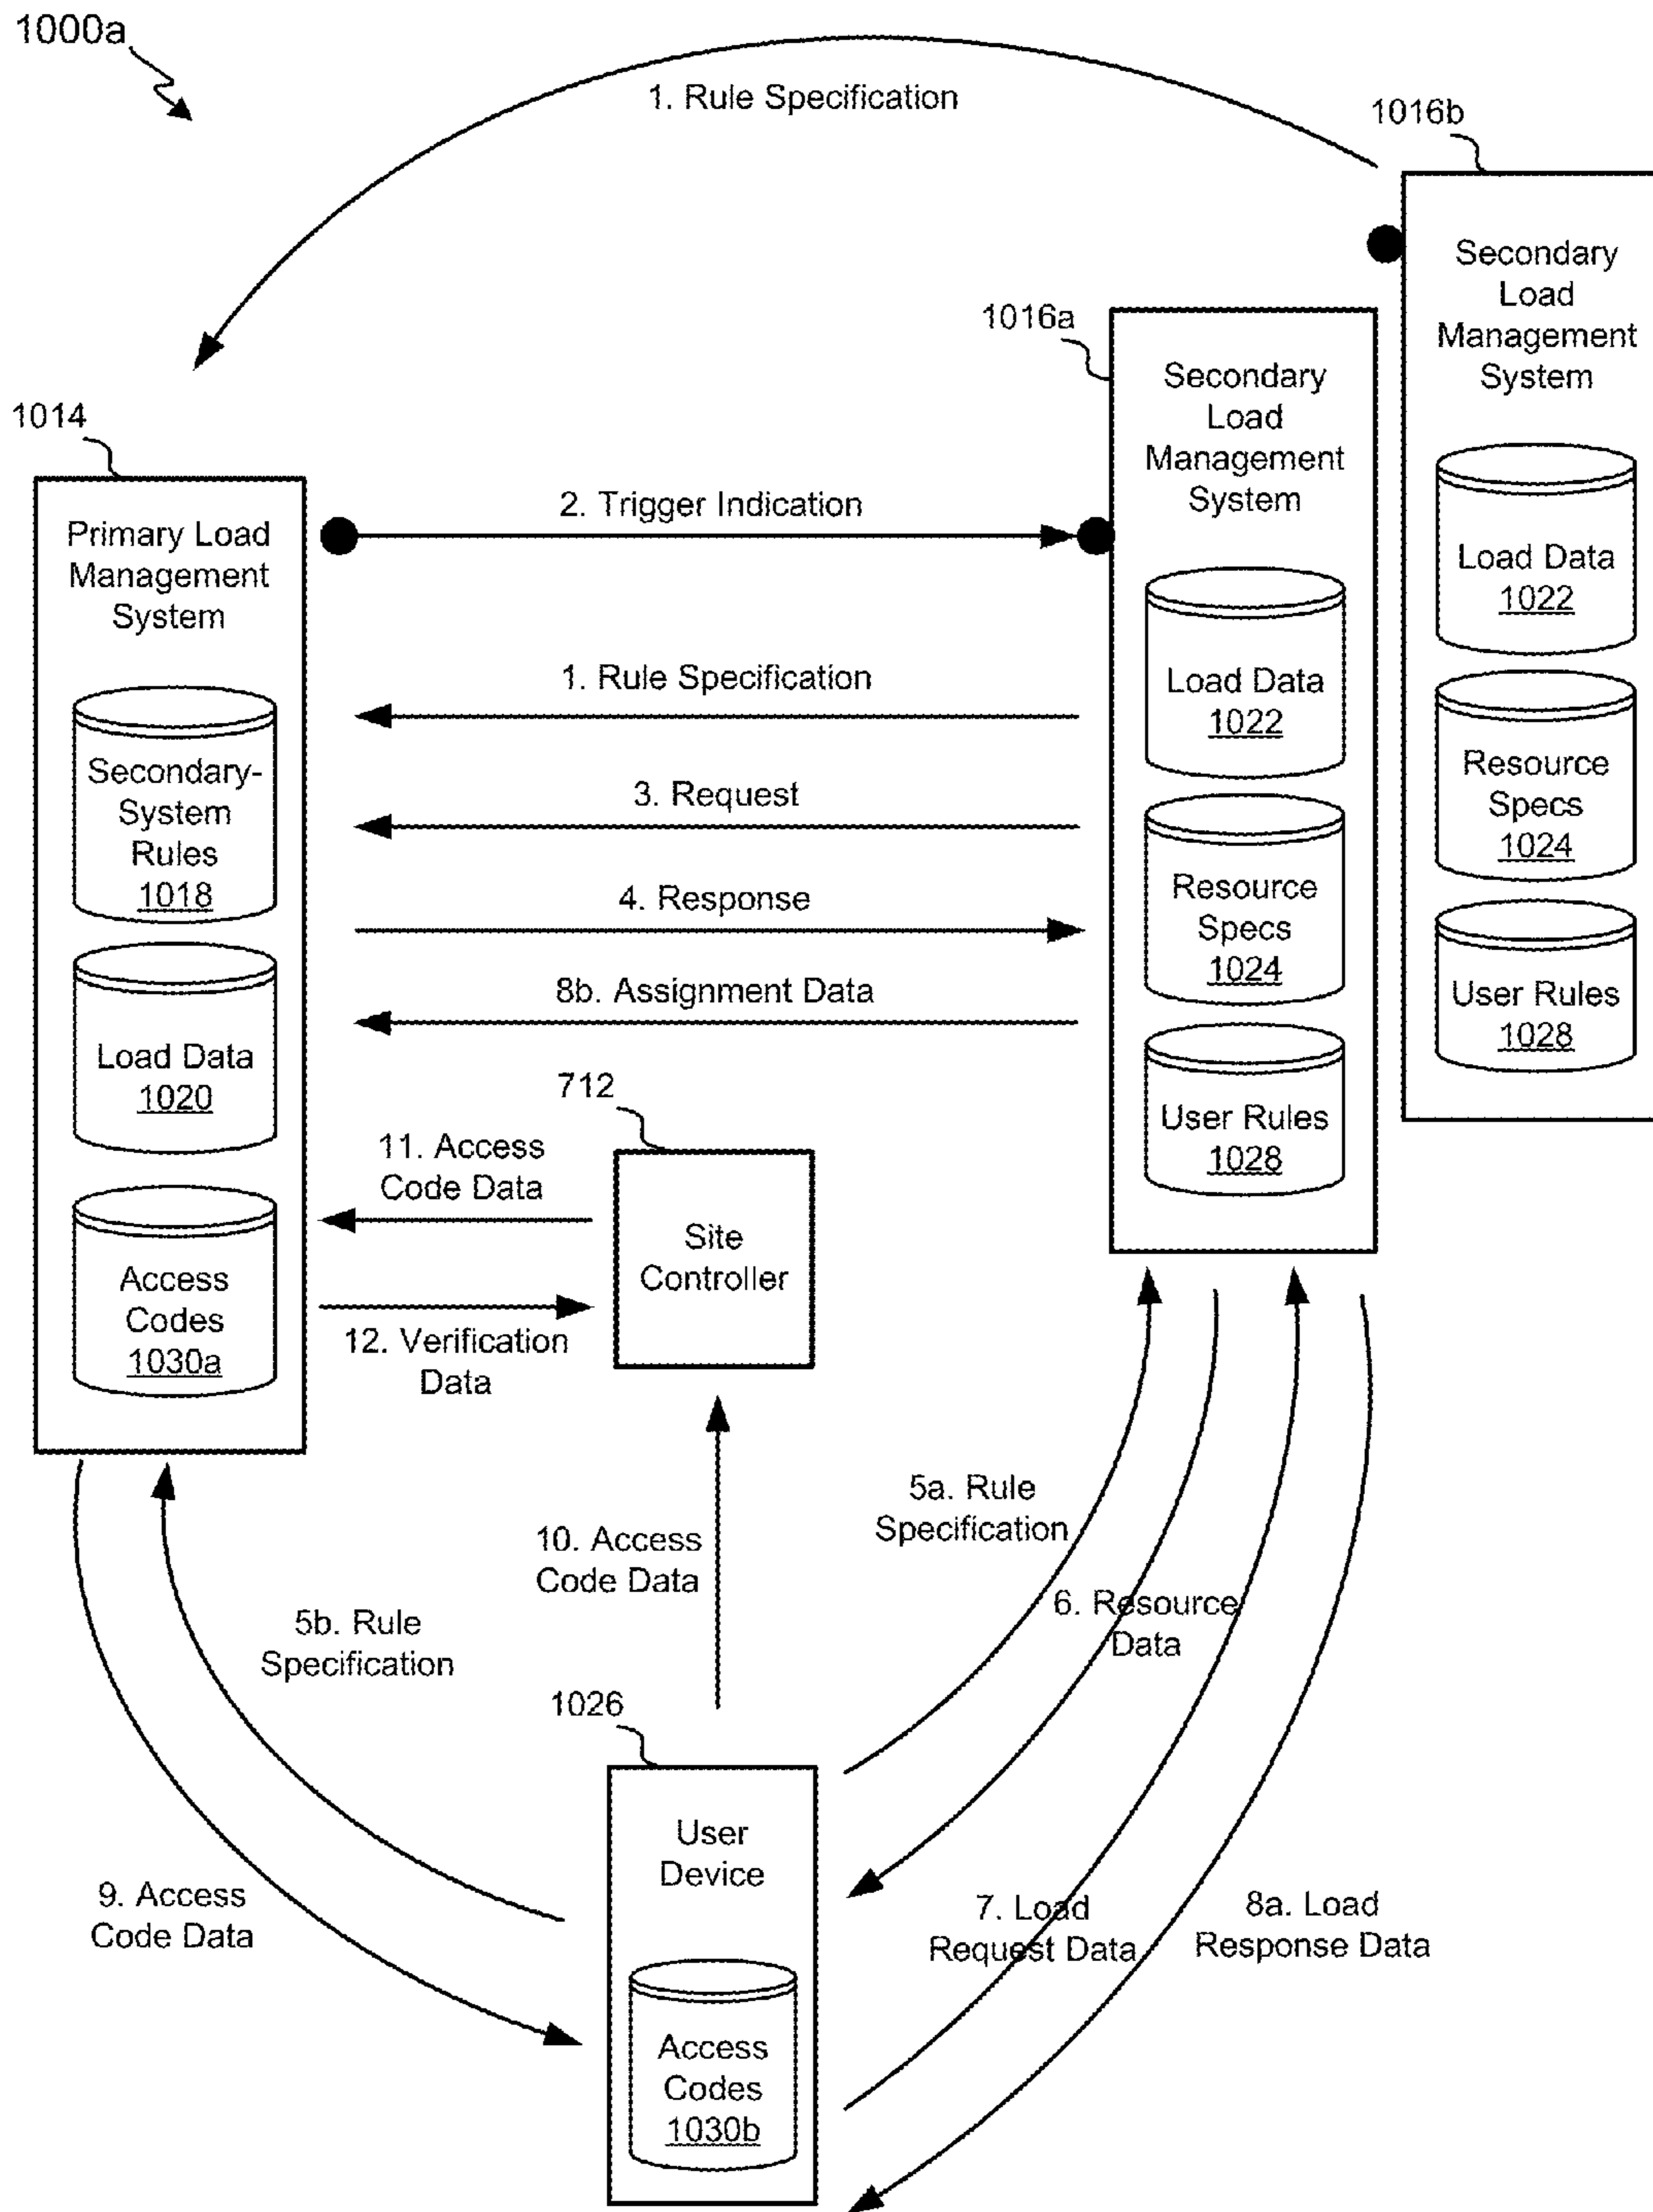 1000a
1. Rule Specification
1016b
Secondary
Load
Management
System
Load Data
1022
Resource
Specs
1024
User Rules
1028
1016a
Secondary
Load
Management
System
Load Data
1022
Resource
Specs
1024
User Rules
1028
1014
Primary Load
Management
System
Secondary-
System
Rules
1018
Load Data
1020
Access
Codes
1030a
2. Trigger Indication
1. Rule Specification
3. Request
4. Response
8b. Assignment Data
712
Site
Controller
11. Access
Code Data
12. Verification
Data
10. Access
Code Data
5a. Rule
Specification
6. Resource
Data
5b. Rule
Specification
9. Access
Code Data
1026
User
Device
Access
Codes
1030b
7. Load
Request Data
8a. Load
Response Data